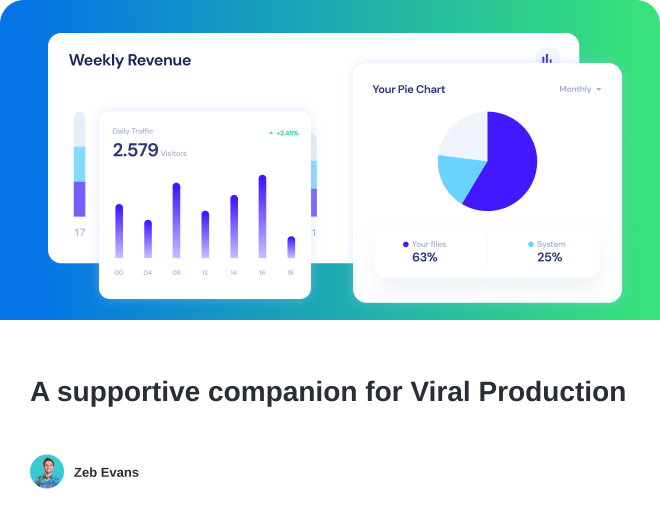 Weekly Revenue
Your Pie Chart
Monthly
Daily Traffic
+2.45%
2.579 Visitors
17
1
00 04 08 12 14 16 18
Your files
63%
System
25%
A supportive companion for Viral Production
Zeb Evans